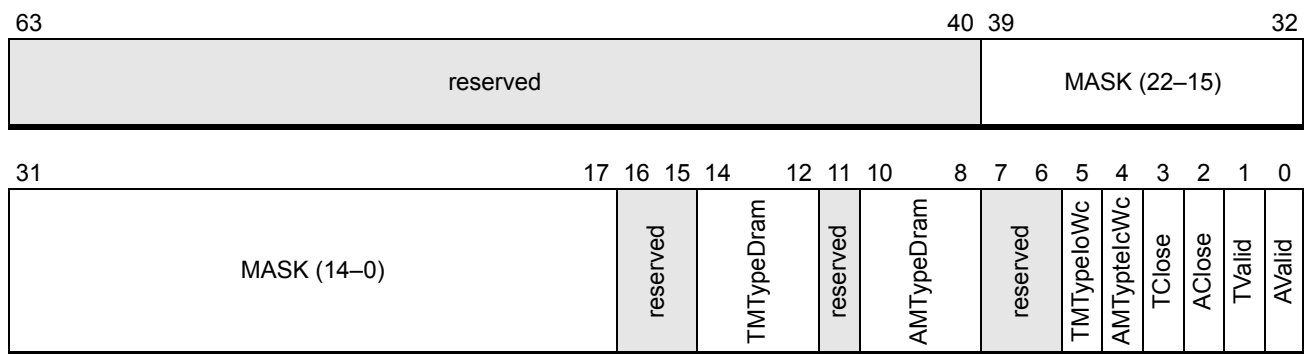 63 40 39 32
reserved MASK (22–15)
31 17 16 15 14 12 11 10 8 7 6 5 4 3 2 1 0
MASK (14–0) reserved TMTypeDram reserved AMTypeDram reserved TMTypeIoWc AMTypteIcWc TClose AClose TValid AValid